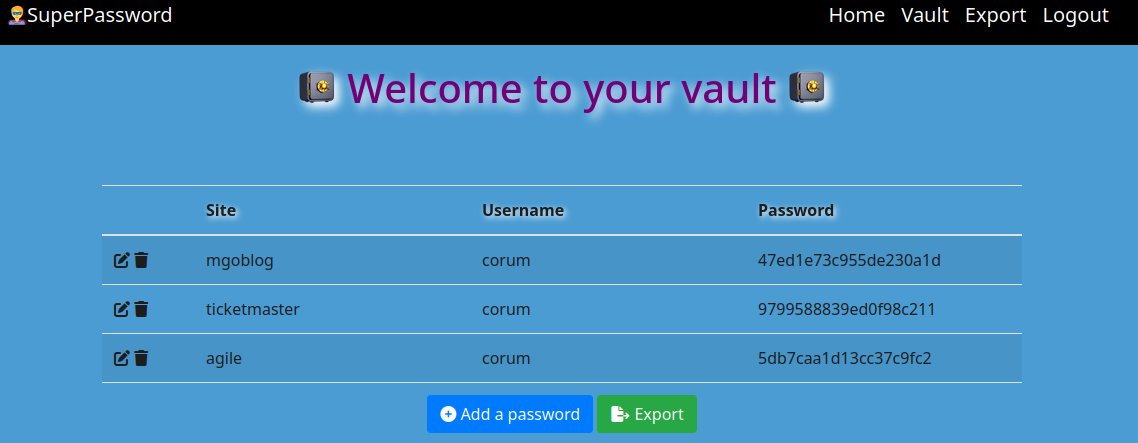 SuperPassword Home Vault Export Logout
Welcome to your vault
Site Username Password
mgoblog corum 47ed1e73c955de230a1d
ticketmaster corum 9799588839ed0f98c211
agile corum 5db7caa1d13cc37c9fc2
Add a password Export